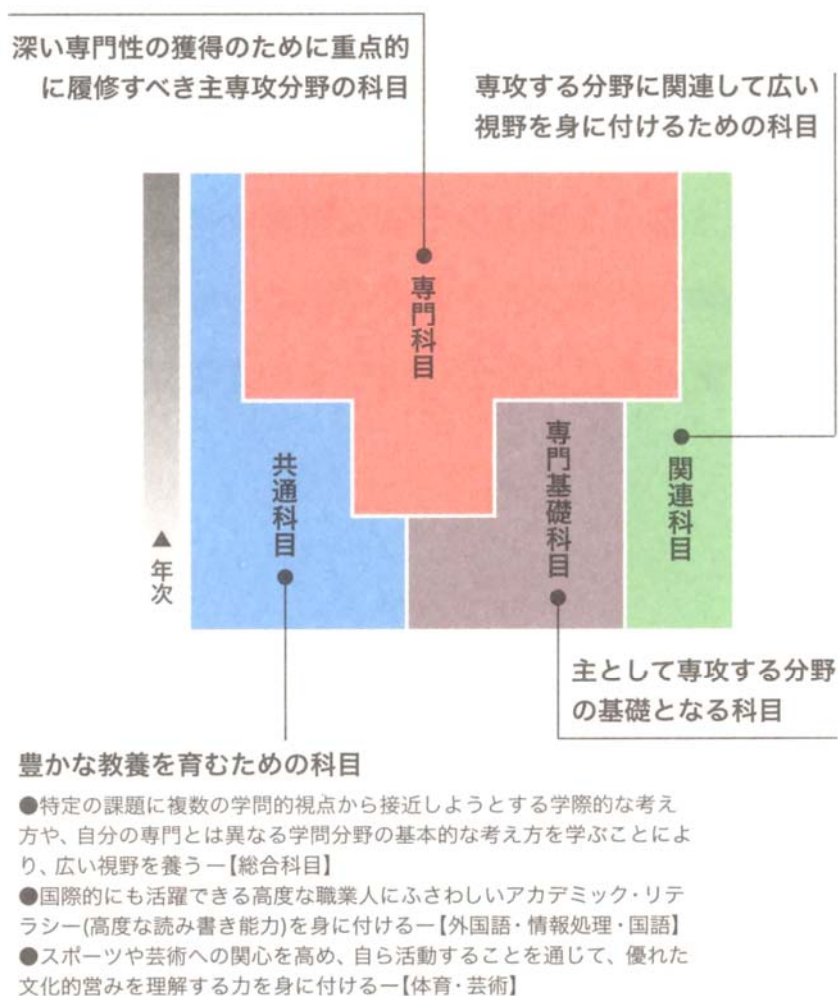 深い専門性の獲得のために重点的
に履修すべき主専攻分野の科目
専攻する分野に関連して広い
視野を身に付けるための科目
専門科目
共通科目
専門基礎科目
関連科目
▲年次
主として専攻する分野
の基礎となる科目
豊かな教養を育むための科目
●特定の課題に複数の学問的視点から接近しようとする学際的な考え
方や、自分の専門とは異なる学問分野の基本的な考え方を学ぶことによ
り、広い視野を養う―【総合科目】
●国際的にも活躍できる高度な職業人にふさわしいアカデミック・リテ
ラシー(高度な読み書き能力)を身に付ける―【外国語・情報処理・国語】
●スポーツや芸術への関心を高め、自ら活動することを通じて、優れた
文化的営みを理解する力を身に付ける―【体育・芸術】